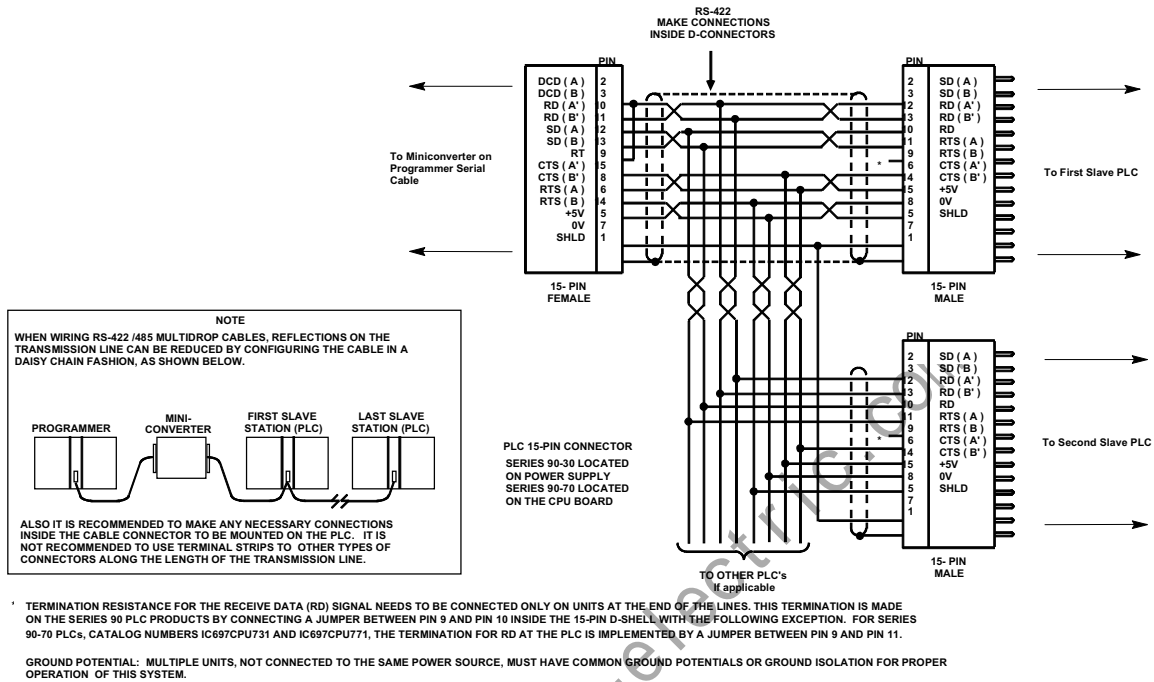 RS-422
MAKE CONNECTIONS
INSIDE D-CONNECTORS
PIN
DCD ( A ) 2
DCD ( B ) 3
RD ( A' ) 10
RD ( B' ) 11
SD ( A ) 12
SD ( B ) 13
RT 9
CTS ( A' ) 15
CTS ( B' ) 8
RTS ( A ) 6
RTS ( B ) 14
+5V 5
0V 7
SHLD 1
15- PIN
FEMALE
To Miniconverter on
Programmer Serial
Cable
PIN
2 SD ( A )
3 SD ( B )
12 RD ( A' )
13 RD ( B' )
10 RD
11 RTS ( A )
9 RTS ( B )
* 6 CTS ( A' )
14 CTS ( B' )
15 +5V
8 0V
5 SHLD
7
1
15- PIN
MALE
To First Slave PLC
NOTE
WHEN WIRING RS-422 /485 MULTIDROP CABLES, REFLECTIONS ON THE
TRANSMISSION LINE CAN BE REDUCED BY CONFIGURING THE CABLE IN A
DAISY CHAIN FASHION, AS SHOWN BELOW.
PROGRAMMER
MINI-
CONVERTER
FIRST SLAVE
STATION (PLC)
LAST SLAVE
STATION (PLC)
ALSO IT IS RECOMMENDED TO MAKE ANY NECESSARY CONNECTIONS
INSIDE THE CABLE CONNECTOR TO BE MOUNTED ON THE PLC. IT IS
NOT RECOMMENDED TO USE TERMINAL STRIPS TO OTHER TYPES OF
CONNECTORS ALONG THE LENGTH OF THE TRANSMISSION LINE.
PLC 15-PIN CONNECTOR
SERIES 90-30 LOCATED
ON POWER SUPPLY
SERIES 90-70 LOCATED
ON THE CPU BOARD
PIN
2 SD ( A )
3 SD ( B )
12 RD ( A' )
13 RD ( B' )
10 RD
11 RTS ( A )
9 RTS ( B )
* 6 CTS ( A' )
14 CTS ( B' )
15 +5V
8 0V
5 SHLD
7
1
15- PIN
MALE
To Second Slave PLC
TO OTHER PLC's
If applicable
' TERMINATION RESISTANCE FOR THE RECEIVE DATA (RD) SIGNAL NEEDS TO BE CONNECTED ONLY ON UNITS AT THE END OF THE LINES. THIS TERMINATION IS MADE
ON THE SERIES 90 PLC PRODUCTS BY CONNECTING A JUMPER BETWEEN PIN 9 AND PIN 10 INSIDE THE 15-PIN D-SHELL WITH THE FOLLOWING EXCEPTION. FOR SERIES
90-70 PLCs, CATALOG NUMBERS IC697CPU731 AND IC697CPU771, THE TERMINATION FOR RD AT THE PLC IS IMPLEMENTED BY A JUMPER BETWEEN PIN 9 AND PIN 11.
GROUND POTENTIAL: MULTIPLE UNITS, NOT CONNECTED TO THE SAME POWER SOURCE, MUST HAVE COMMON GROUND POTENTIALS OR GROUND ISOLATION FOR PROPER
OPERATION OF THIS SYSTEM.